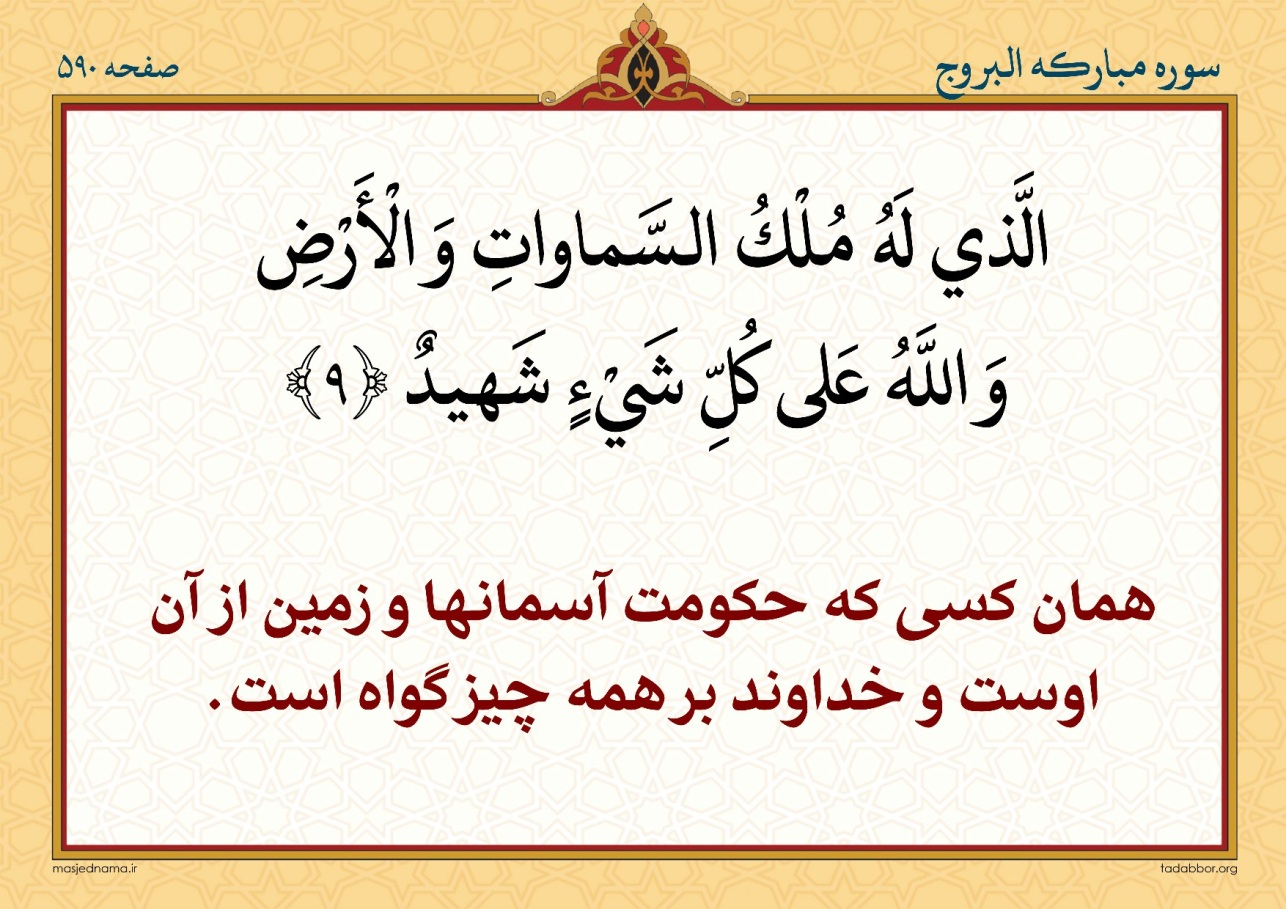 سوره مبارکه البروج
صفحه ۵۹۰
الَّذي لَهُ مُلْكُ السَّماواتِ وَ الْأَرْضِ
وَ اللَّهُ عَلى كُلِّ شَيْءٍ شَهيدٌ ﴿٩﴾
همان کسی که حکومت آسمانها و زمین از آن
اوست و خداوند بر همه چیز گواه است.
masjednama.ir
tadabbor.org